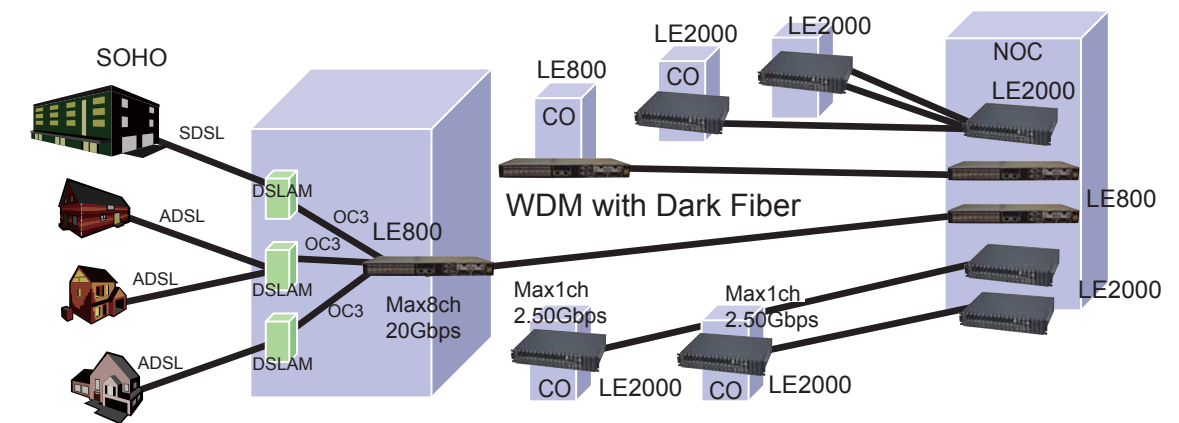 SOHO
SDSL
ADSL
ADSL
ADSL
DSLAM
DSLAM
DSLAM
OC3
OC3
OC3
LE800
Max8ch
20Gbps
LE800
CO
LE2000
CO
LE2000
WDM with Dark Fiber
Max1ch
2.50Gbps
CO
LE2000
Max1ch
2.50Gbps
CO
LE2000
NOC
LE2000
LE800
LE2000